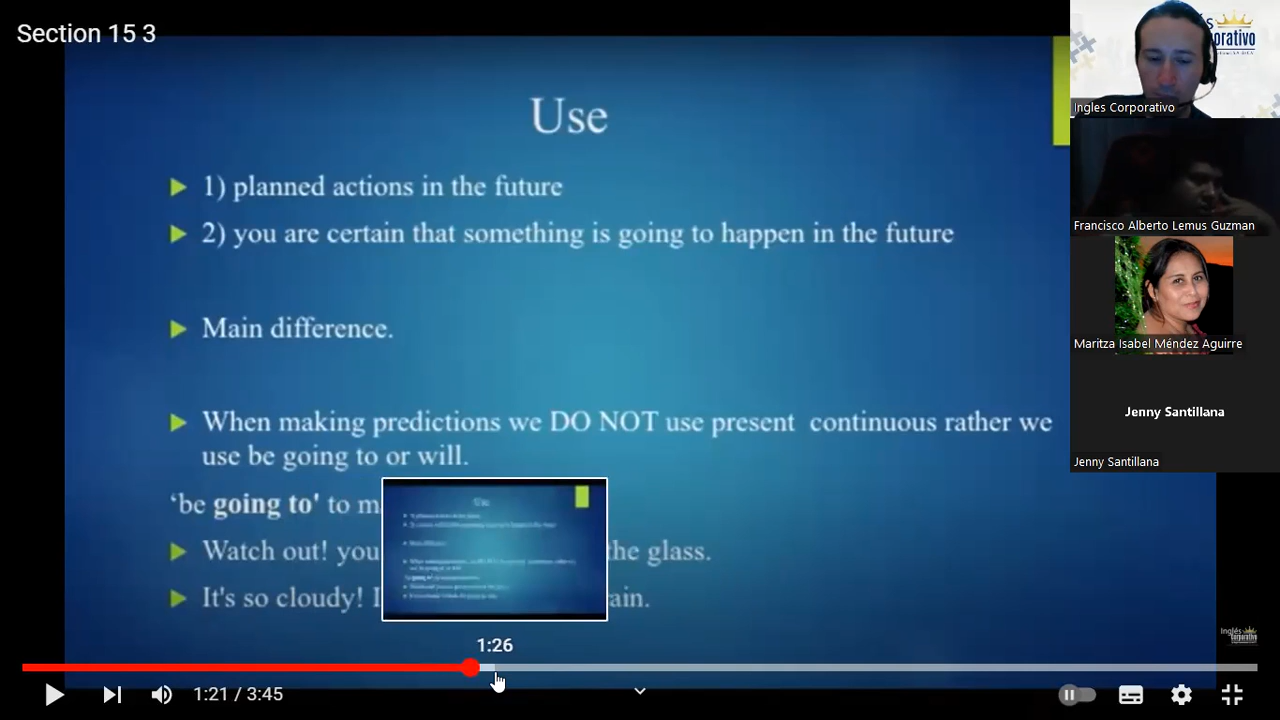 Section 15 3
Use
1) planned actions in the future
2) you are certain that something is going to happen in the future
Main difference.
When making predictions we DO NOT use present continuous rather we
use be going to or will.
‘be going to' to
Watch out! you the glass.
It's so cloudy!
1:26
1:21 / 3:45
Ingles Corporativo
Francisco Alberto Lemus Guzman
Maritza Isabel Méndez Aguirre
Jenny Santillana
Jenny Santillana
Inglés
Corporativo